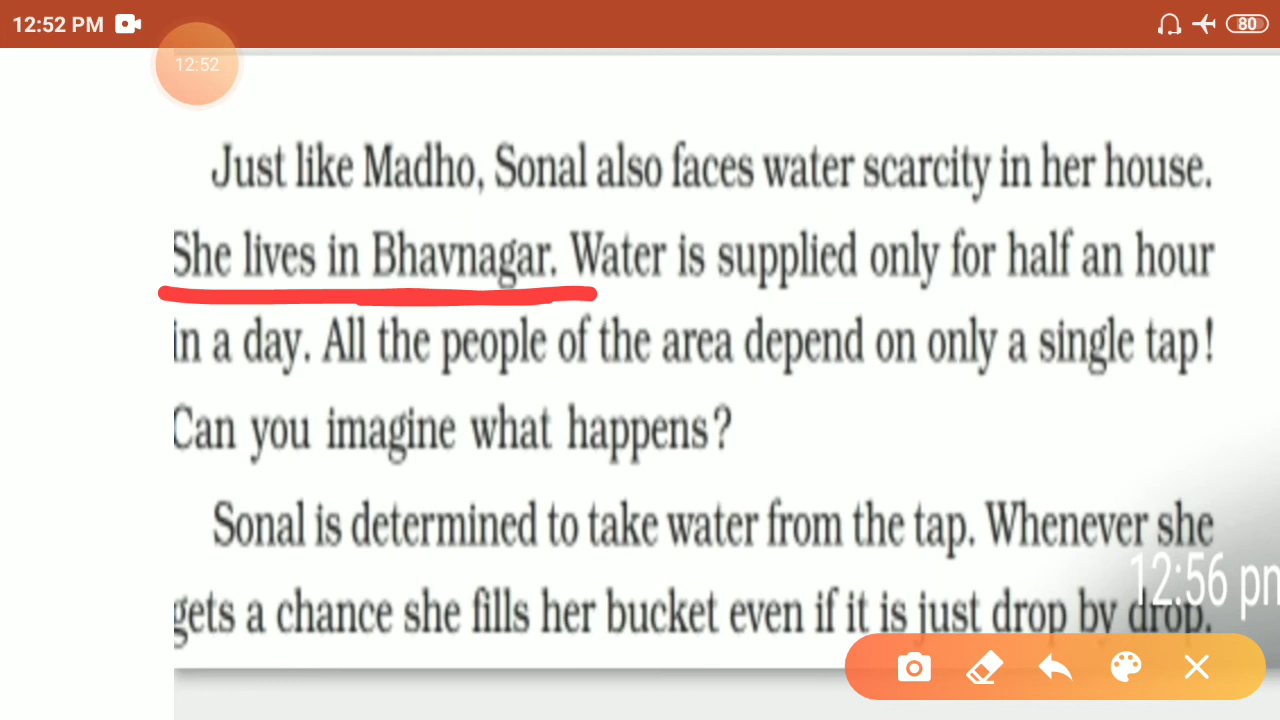 12:52 PM 80
12:52
Just like Madho, Sonal also faces water scarcity in her house.
She lives in Bhavnagar. Water is supplied only for half an hour
in a day. All the people of the area depend on only a single tap!
Can you imagine what happens?
Sonal is determined to take water from the tap. Whenever she
12:56 pm
gets a chance she fills her bucket even if it is just drop by drop.